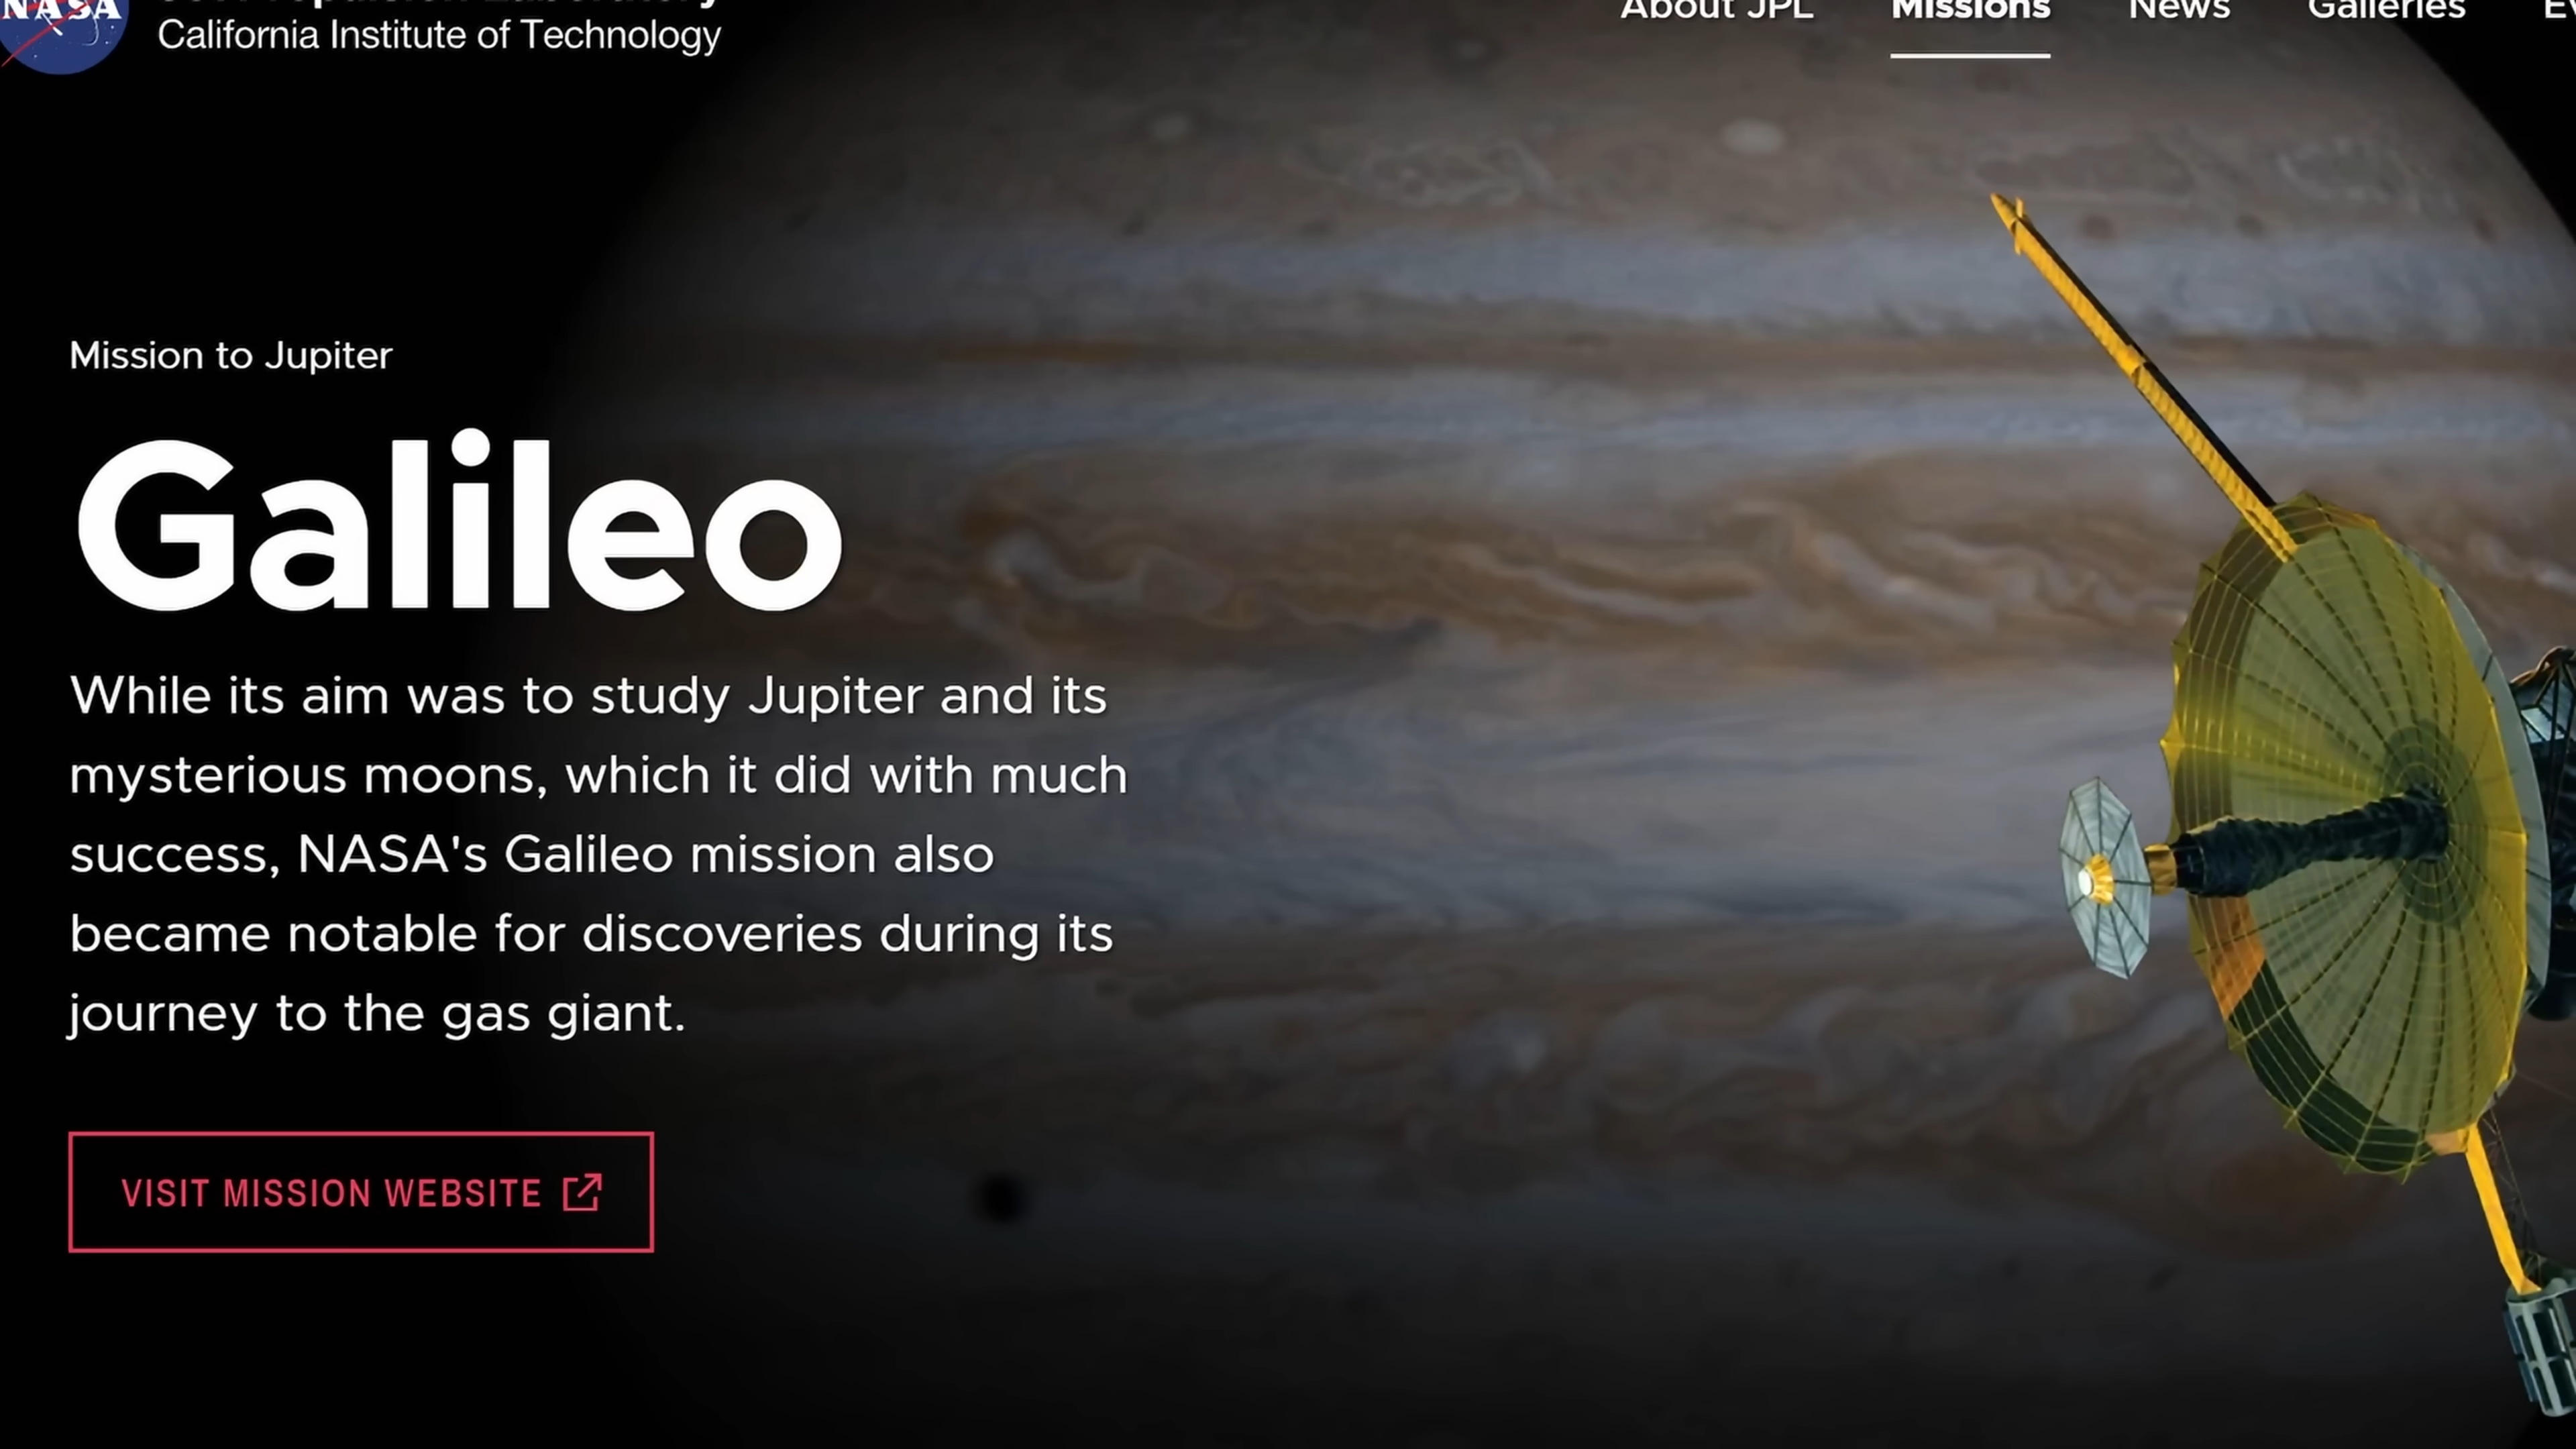 NASA
California Institute of Technology
About JPL Missions News Galleries
Mission to Jupiter
Galileo
While its aim was to study Jupiter and its
mysterious moons, which it did with much
success, NASA's Galileo mission also
became notable for discoveries during its
journey to the gas giant.
VISIT MISSION WEBSITE